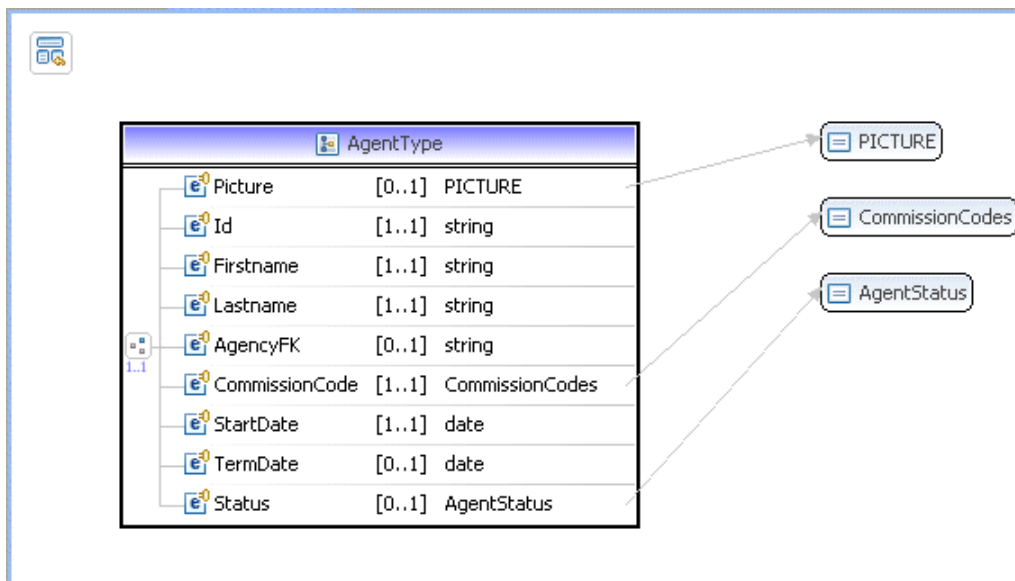 AgentType
Picture [0..1] PICTURE
Id [1..1] string
Firstname [1..1] string
Lastname [1..1] string
AgencyFK [0..1] string
CommissionCode [1..1] CommissionCodes
StartDate [1..1] date
TermDate [0..1] date
Status [0..1] AgentStatus
1..1
PICTURE
CommissionCodes
AgentStatus